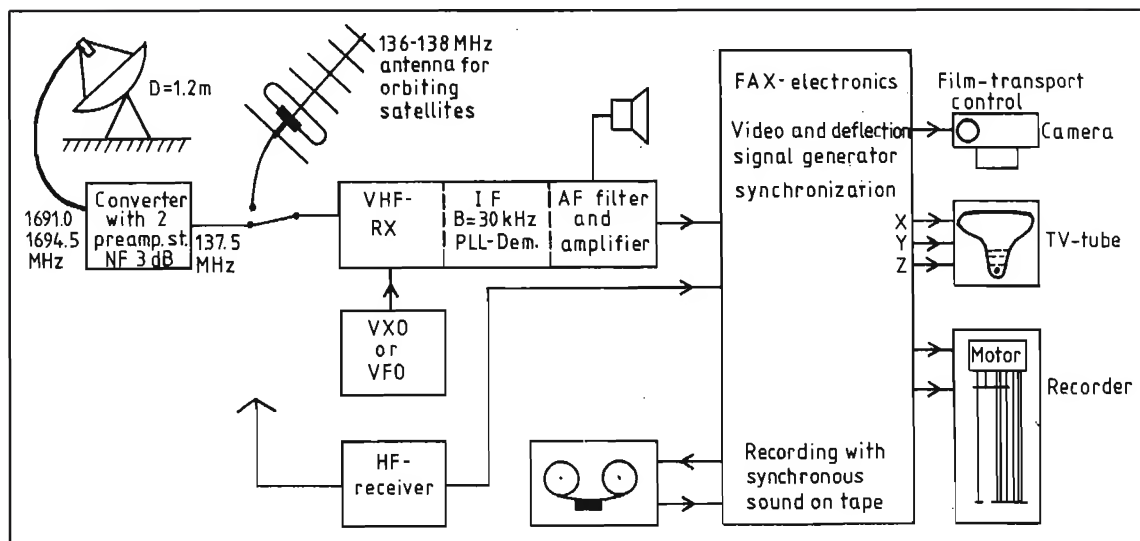 D=1.2m
136-138 MHz
antenna for
orbiting
satellites
1691.0
1694.5
MHz
Converter
with 2
preamp. st.
NF 3 dB
137.5
MHz
VHF-
RX
IF
B=30kHz
PLL-Dem.
AF filter
and
amplifier
VXO
or
VFO
HF-
receiver
FAX-electronics
Video and deflection
signal generator
synchronization
X
Y
Z
Recording with
synchronous
sound on tape
Film-transport
control
Camera
TV-tube
Motor
Recorder